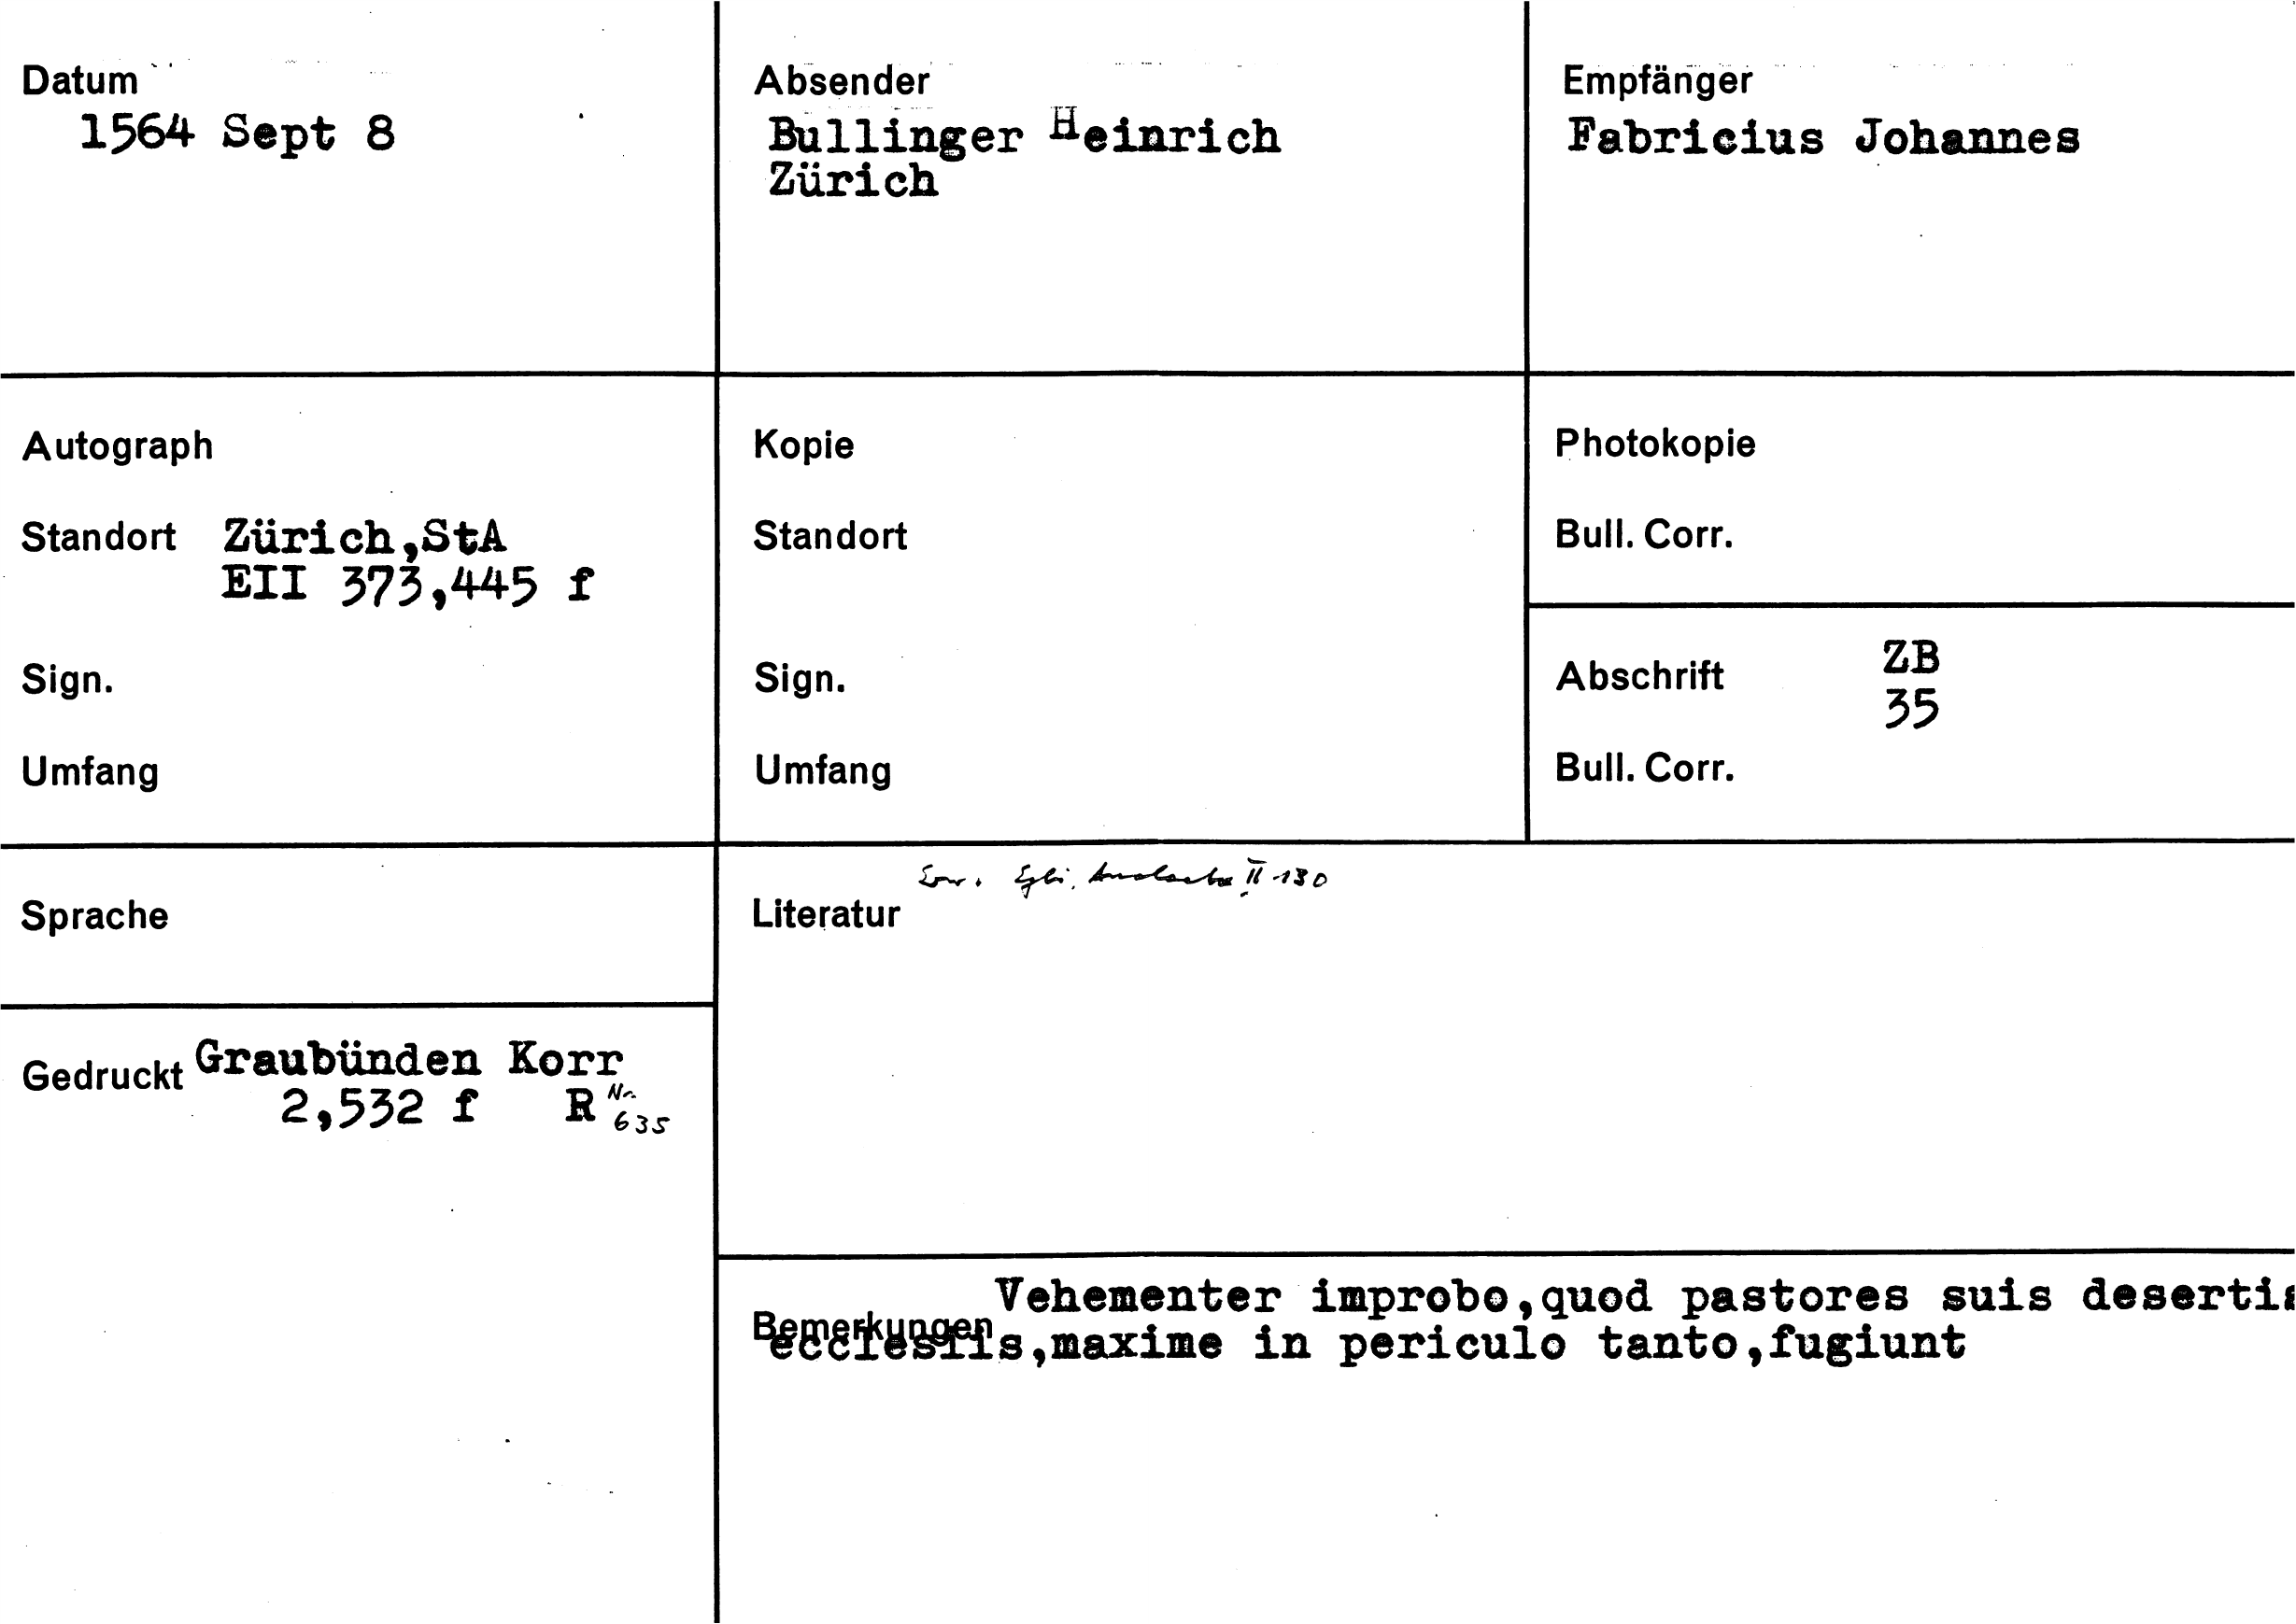 Datum
1564 Sept 8
Absender
Bullinger Heinrich
Zürich
Empfänger
Fabricius Johannes
Autograph
Standort Zürich,StA
EII 373,445 f
Sign.
Umfang
Kopie
Standort
Sign.
Umfang
Photokopie
Bull. Corr.
Abschrift ZB
35
Bull. Corr.
Sprache
Gedruckt Graubünden Korr
2,532 f R Nr.
635
Egli, Analecta II 130
Literatur
Vehementer improbo,quod pastores suis desertis
Bemerkungen
ecclesiis,maxime in periculo tanto,fugiunt